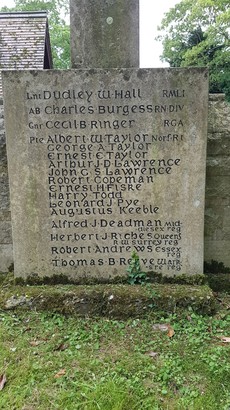 Lnt Dudley W. Hall RMLI
AB Charles Burgess RN DIV
Gnr Cecil B Ringer RGA
Pte Albert W Taylor Norf R
George A Taylor
Ernest E Taylor
Arthur J D Lawrence
John C S Lawrence
Robert Copeman
Ernest H Fiske
Harry Todd
Leonard J Pye
Augustus Keeble
Alfred J Deadman Mid-
dlesex Reg
Herbert J Riches Queens
R W Surrey Reg
Robert Andrews Essex
Reg
Thomas B Reeve
Reg